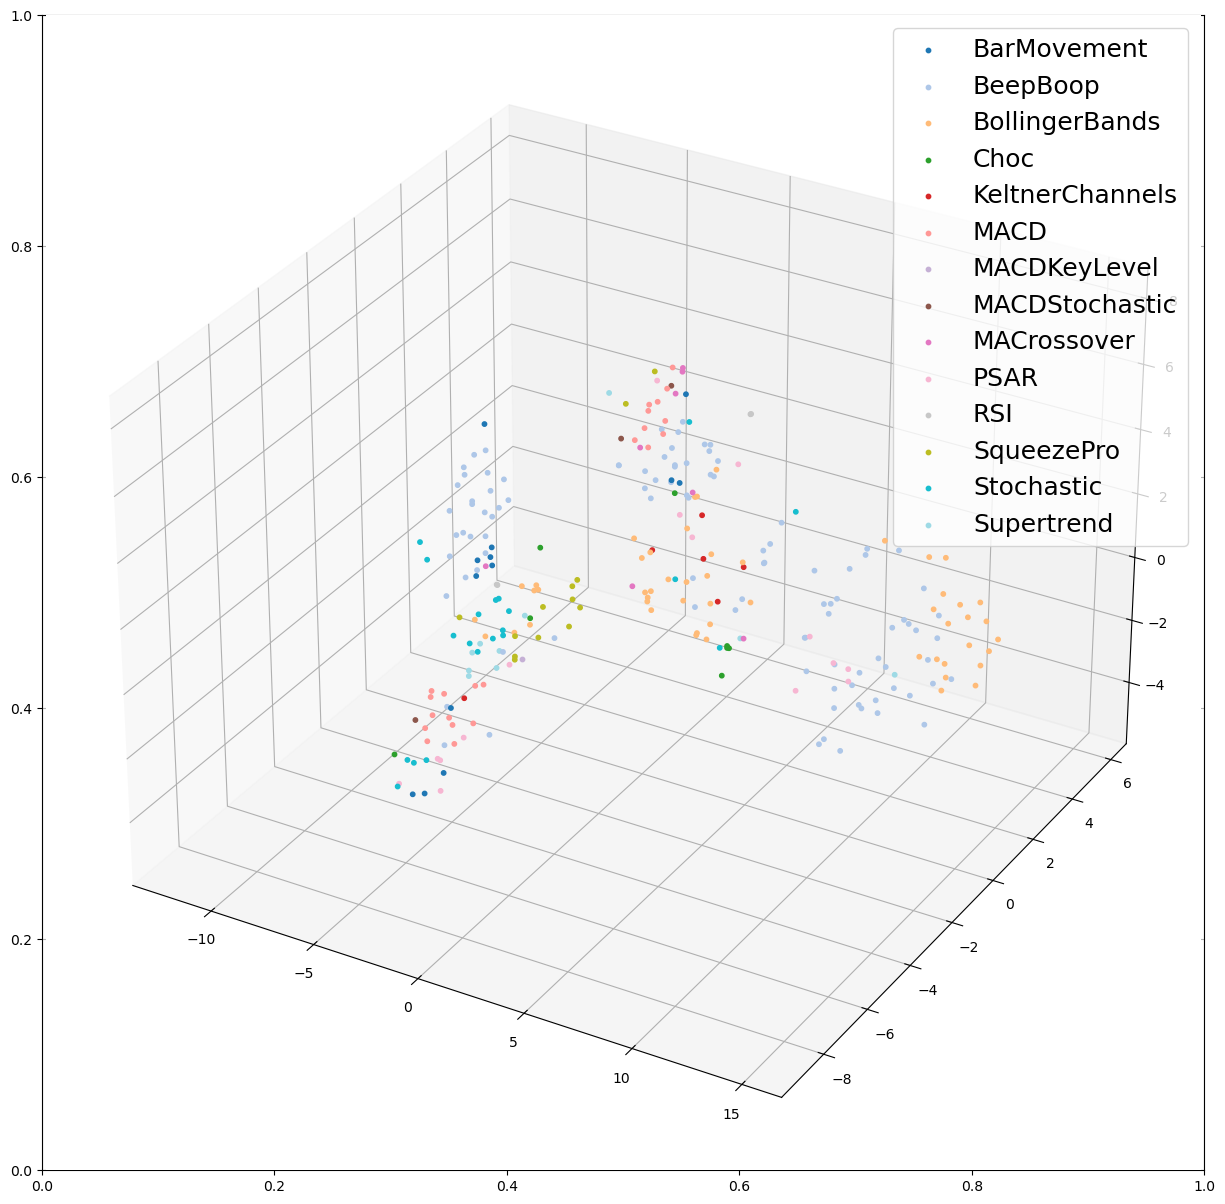 1.0
BarMovement
BeepBoop
BollingerBands
Choc
KeltnerChannels
MACD
MACDKeyLevel
MACDStochastic
MACrossover
PSAR
RSI
SqueezePro
Stochastic
Supertrend
0.8
0.6
0.4
0.2
0.0
8
6
4
2
0
−2
−4
6
4
2
0
−2
−4
−6
−8
−10
−5
0
5
10
15
0.0
0.2
0.4
0.6
0.8
1.0